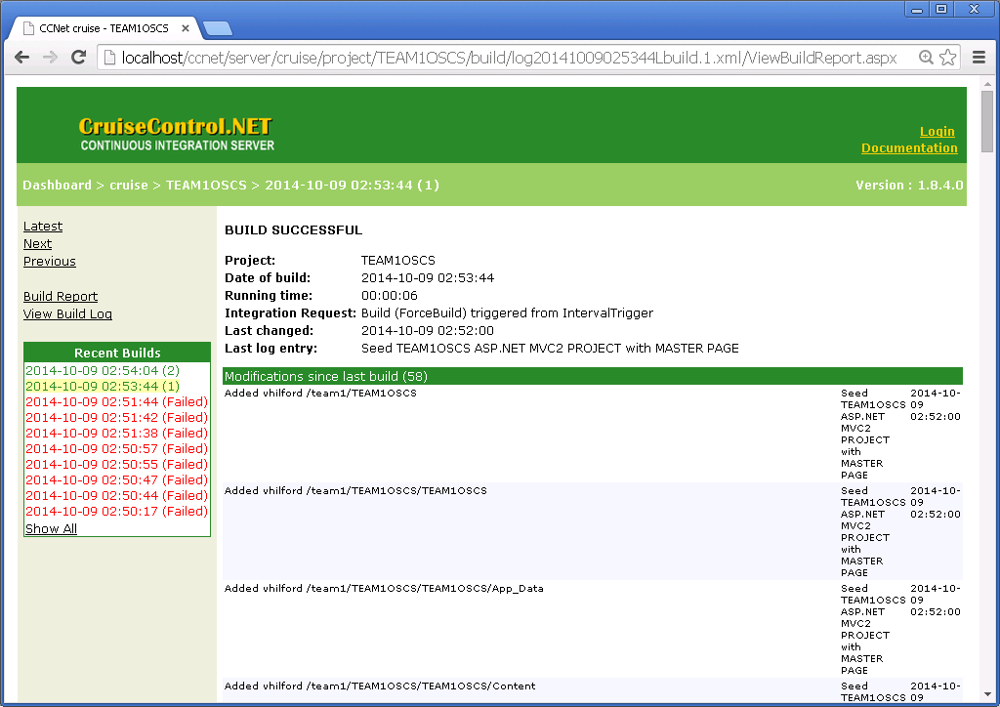 CCNet cruise - TEAM1OSCS
localhost/ccnet/server/cruise/project/TEAM1OSCS/build/log20141009025344Lbuild.1.xml/ViewBuildReport.aspx
CruiseControl.NET
CONTINUOUS INTEGRATION SERVER
Login
Documentation
Dashboard > cruise > TEAM1OSCS > 2014-10-09 02:53:44 (1)
Version : 1.8.4.0
Latest
Next
Previous
Build Report
View Build Log
Recent Builds
2014-10-09 02:54:04 (2)
2014-10-09 02:53:44 (1)
2014-10-09 02:51:44 (Failed)
2014-10-09 02:51:42 (Failed)
2014-10-09 02:51:38 (Failed)
2014-10-09 02:50:57 (Failed)
2014-10-09 02:50:55 (Failed)
2014-10-09 02:50:47 (Failed)
2014-10-09 02:50:44 (Failed)
2014-10-09 02:50:17 (Failed)
Show All
BUILD SUCCESSFUL
Project: TEAM1OSCS
Date of build: 2014-10-09 02:53:44
Running time: 00:00:06
Integration Request: Build (ForceBuild) triggered from IntervalTrigger
Last changed: 2014-10-09 02:52:00
Last log entry: Seed TEAM1OSCS ASP.NET MVC2 PROJECT with MASTER PAGE
Modifications since last build (58)
Added vhilford /team1/TEAM1OSCS
Seed
TEAM1OSCS
ASP.NET
MVC2
PROJECT
with
MASTER
PAGE
2014-10-
09
02:52:00
Added vhilford /team1/TEAM1OSCS/TEAM1OSCS
Seed
TEAM1OSCS
ASP.NET
MVC2
PROJECT
with
MASTER
PAGE
2014-10-
09
02:52:00
Added vhilford /team1/TEAM1OSCS/TEAM1OSCS/App_Data
Seed
TEAM1OSCS
ASP.NET
MVC2
PROJECT
with
MASTER
PAGE
2014-10-
09
02:52:00
Added vhilford /team1/TEAM1OSCS/TEAM1OSCS/Content
Seed
TEAM1OSCS
2014-10-
09